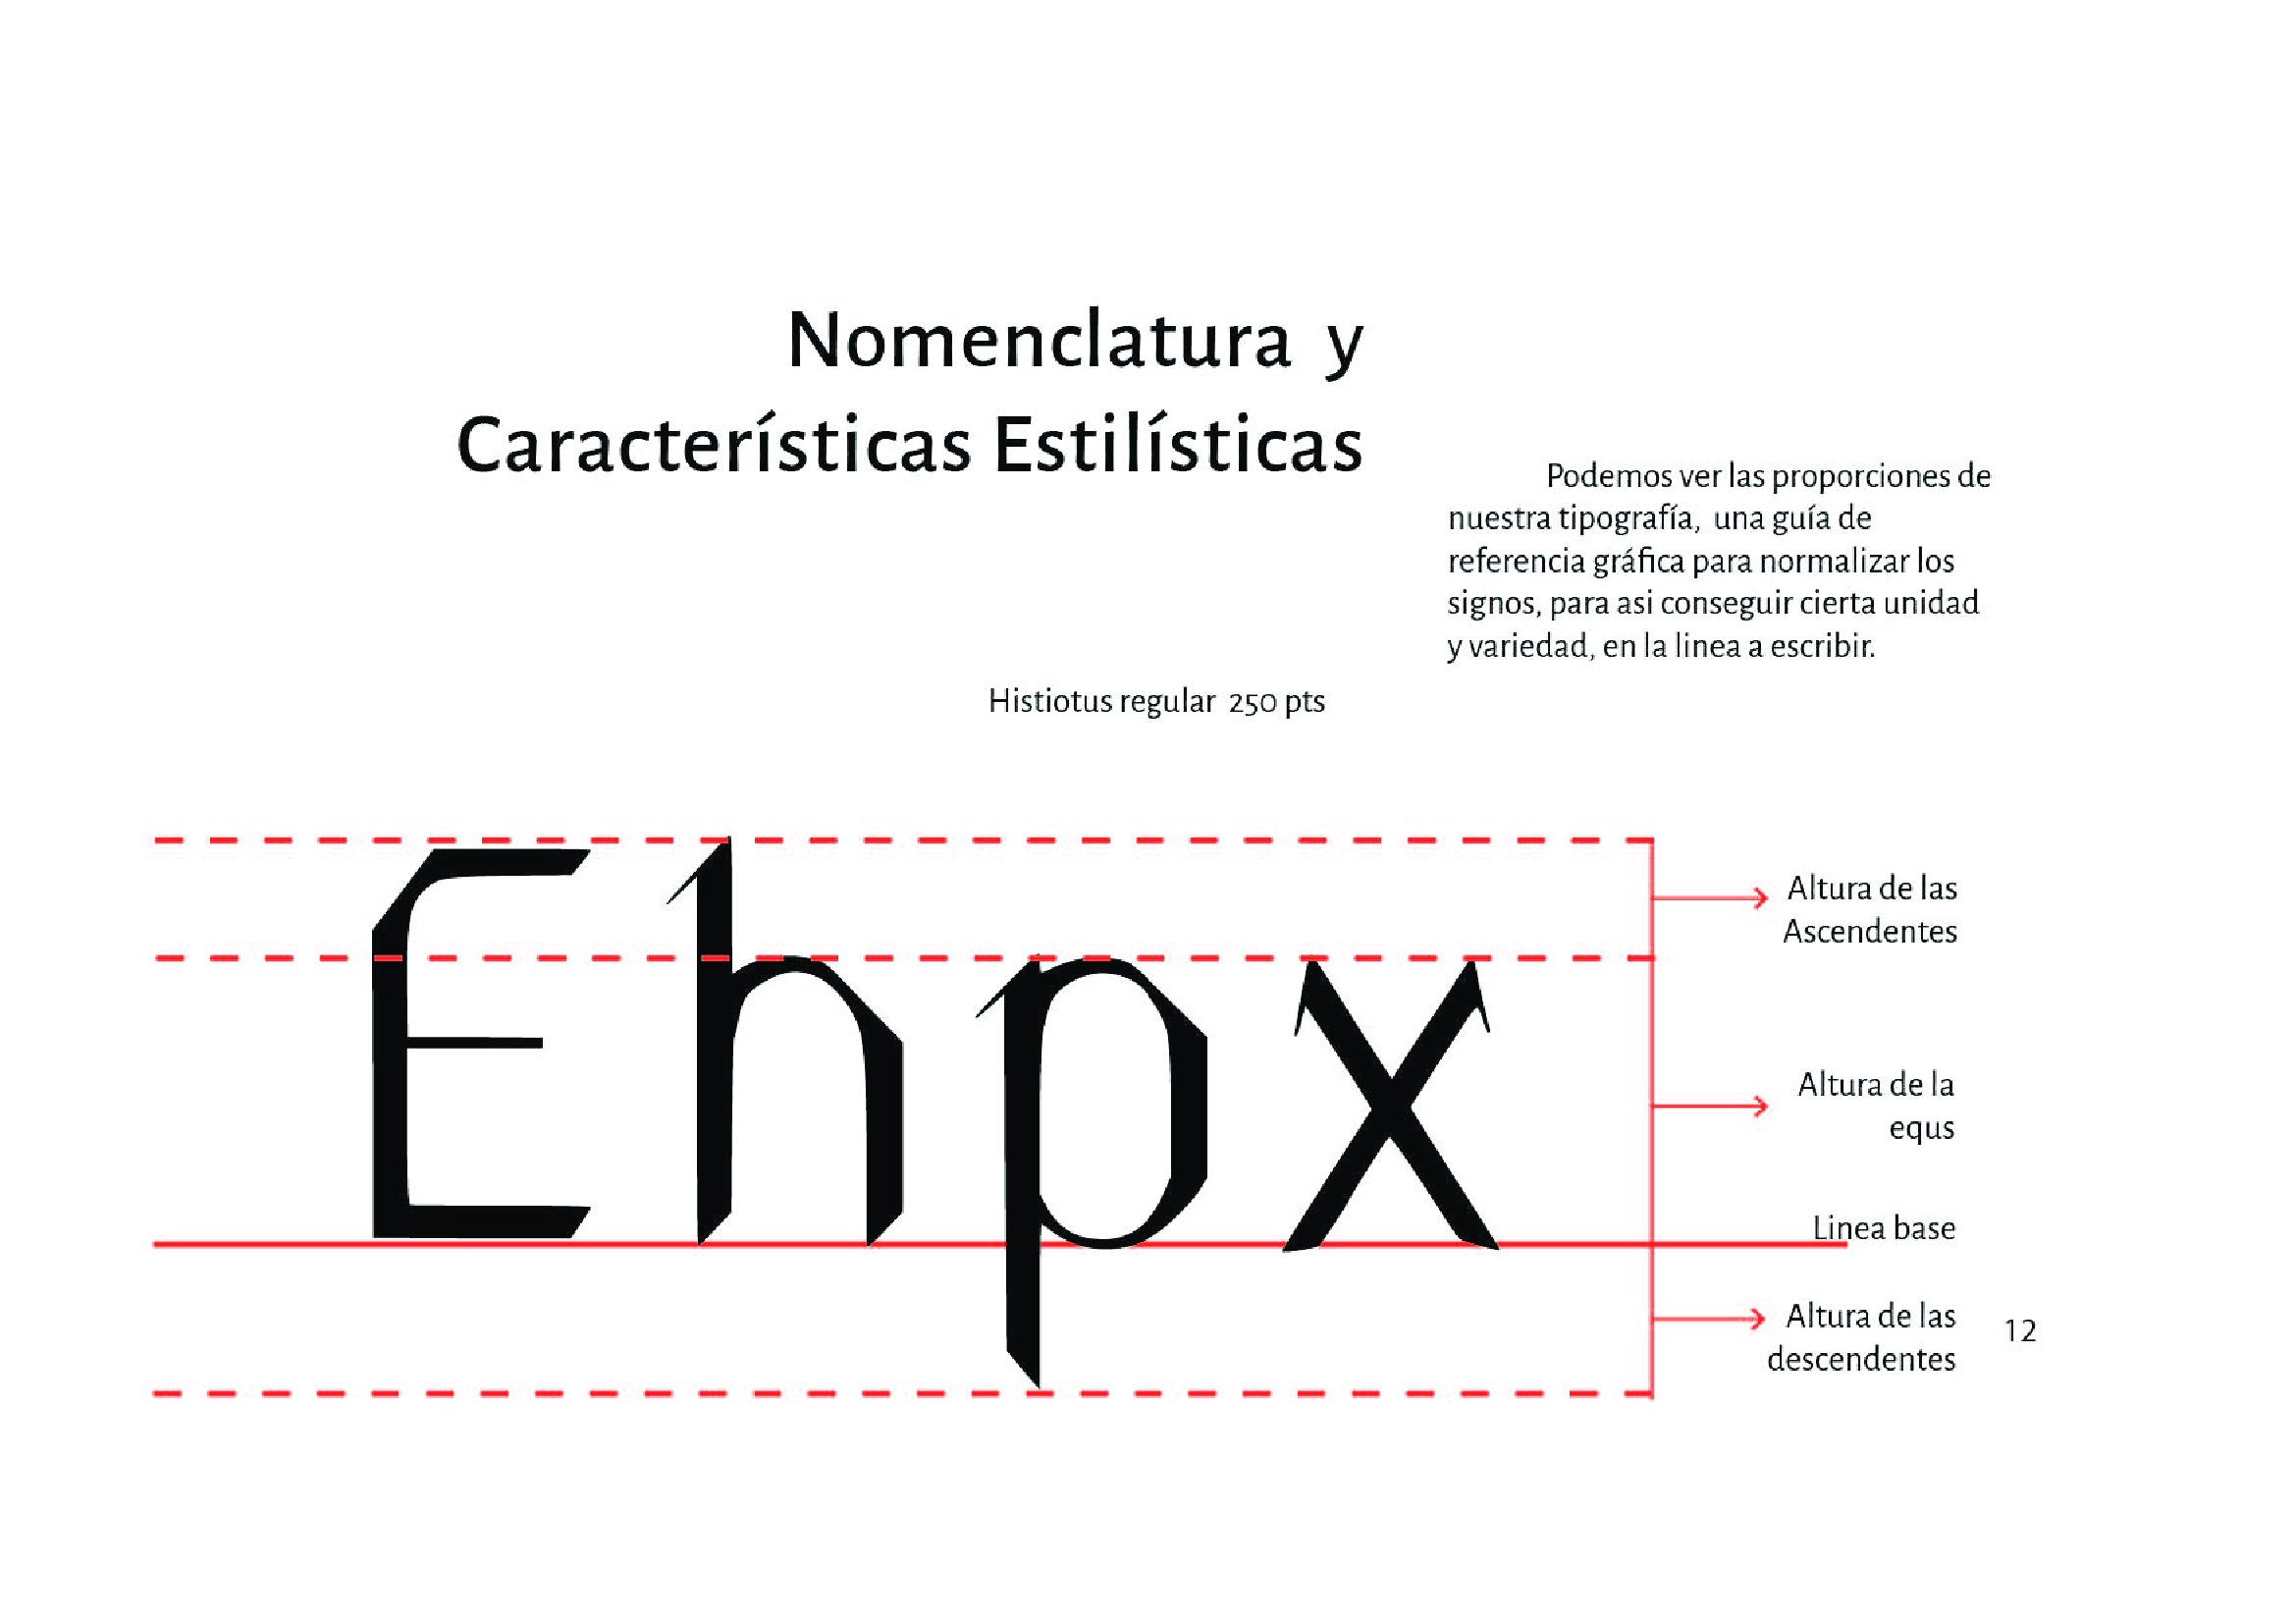 Nomenclatura y
Características Estilísticas
Podemos ver las proporciones de
nuestra tipografía, una guía de
referencia gráfica para normalizar los
signos, para asi conseguir cierta unidad
y variedad, en la linea a escribir.
Histiotus regular 250 pts
Ehpx
Altura de las
Ascendentes
Altura de la
equs
Linea base
Altura de las
descendentes
12